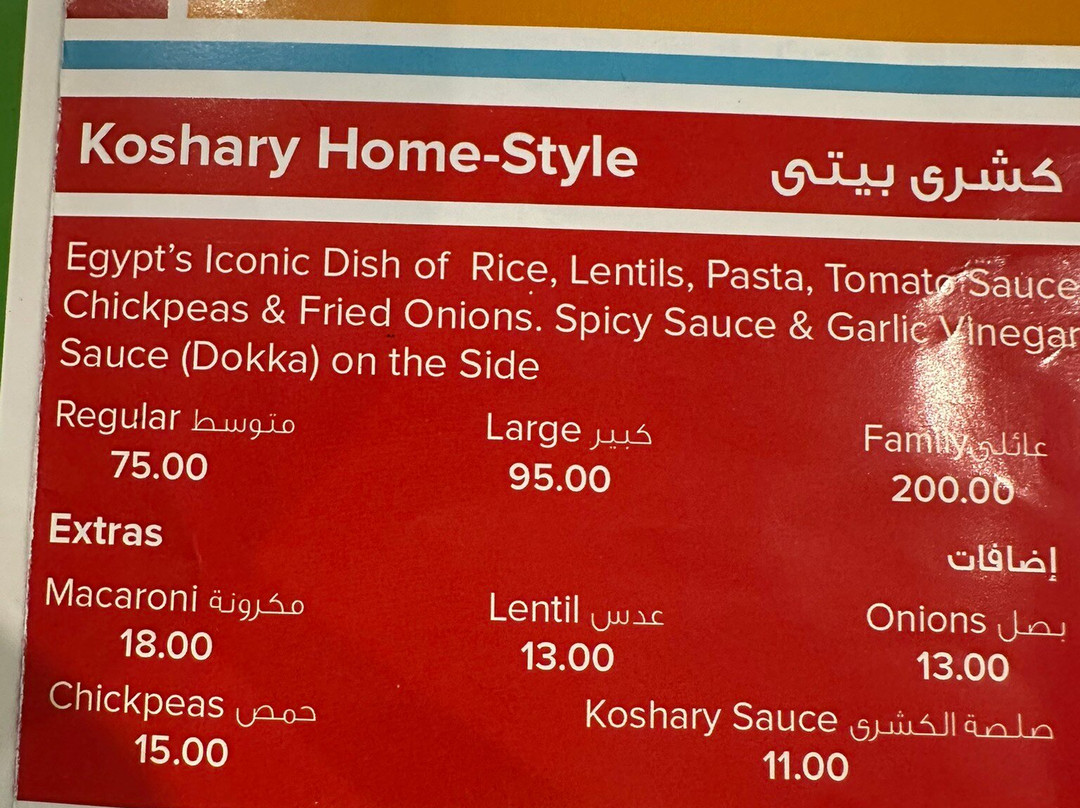 Koshary Home-Style كشرى بيتى
Egypt's Iconic Dish of Rice, Lentils, Pasta, Tomato Sauce
Chickpeas & Fried Onions. Spicy Sauce & Garlic Vinegar
Sauce (Dokka) on the Side
Regular متوسط Large كبير Family عائلى
75.00 95.00 200.00
Extras إضافات
Macaroni مكرونة Lentil عدس Onions بصل
18.00 13.00 13.00
Chickpeas حمص Koshary Sauce صلصة الكشرى
15.00 11.00